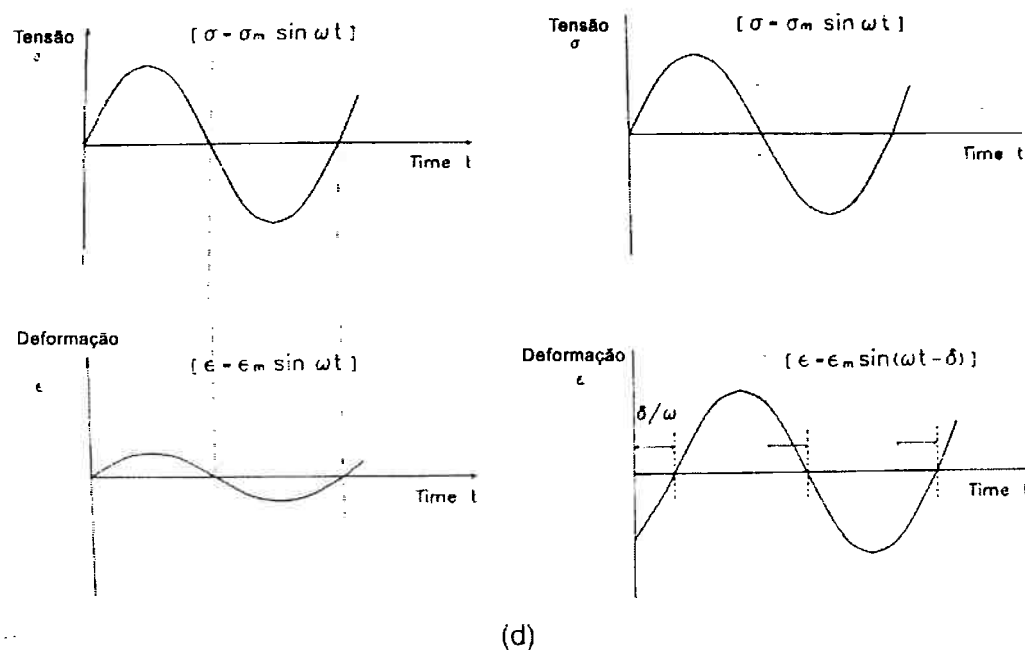 Tensão
[ σ - σm sin ωt ]
Time t
Tensão
σ
[ σ - σm sin ωt ]
Time t
Deformação
ε
[ ϵ - ϵm sin ωt ]
Time t
Deformação
ε
[ ϵ - ϵm sin(ωt - δ) ]
δ/ω
Time t
(d)